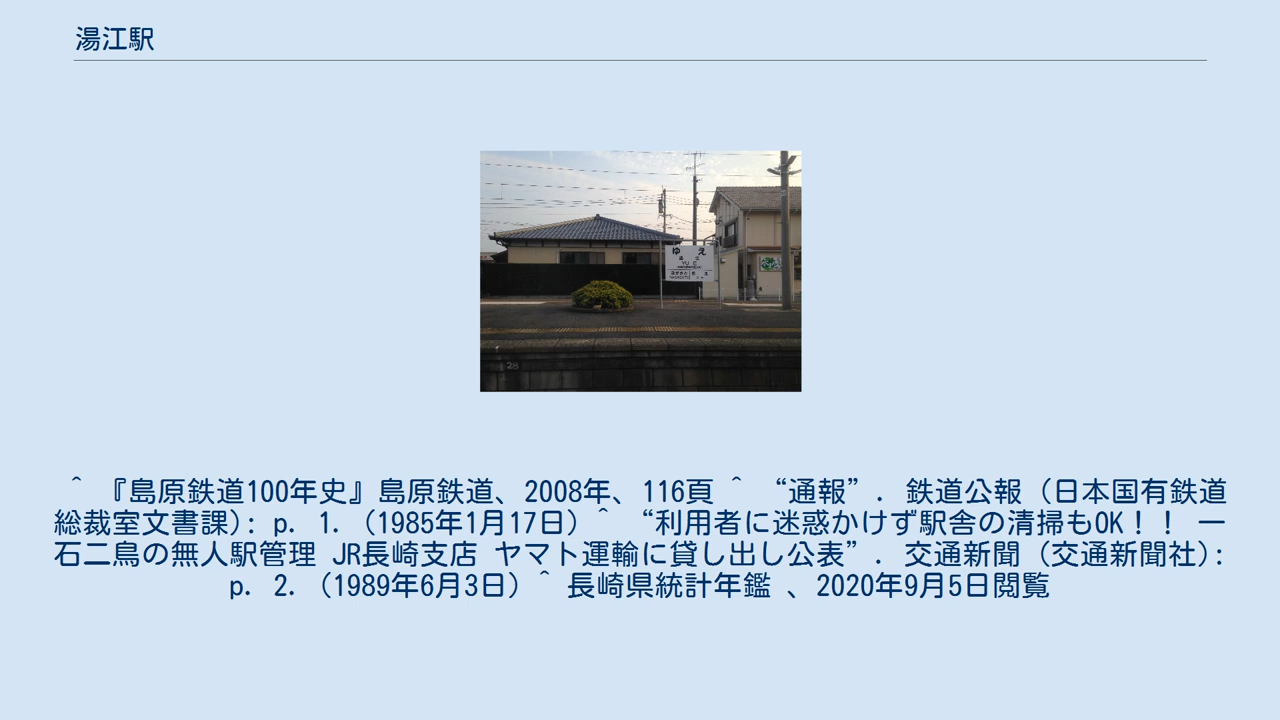 湯江駅
ゆえ
湯江
YUE
28
^ 『島原鉄道100年史』島原鉄道、2008年、116頁 ^ “通報”. 鉄道公報 (日本国有鉄道
総裁室文書課): p. 1. (1985年1月17日) ^ “利用者に迷惑かけず駅舎の清掃もOK！！ 一
石二鳥の無人駅管理 JR長崎支店 ヤマト運輸に貸し出し公表”. 交通新聞 (交通新聞社):
p. 2. (1989年6月3日) ^ 長崎県統計年鑑 、2020年9月5日閲覧